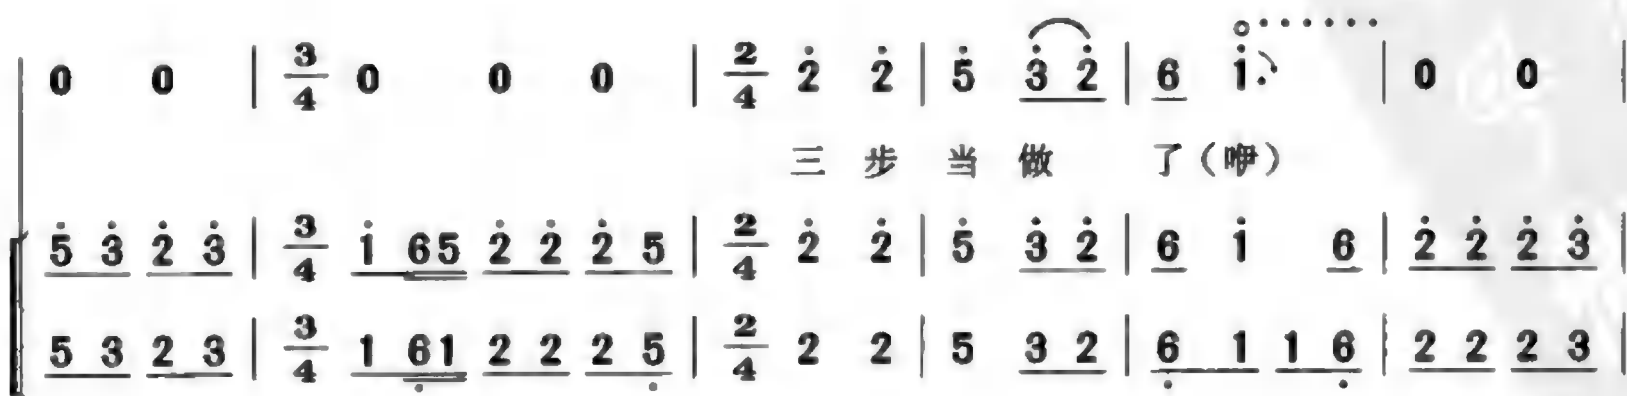 0 0 | 3/4 0 0 0 | 2/4 2̇ 2̇ | 5̇ 3̇ 2̇ | 6 1̇. | 0 0 |
三 步 当 做 了(咿)
5̇ 3̇ 2̇ 3̇ | 3/4 1̇ 65 2̇ 2̇ 2̇ 5 | 2/4 2̇ 2̇ | 5̇ 3̇ 2̇ | 6 1̇ 6 | 2̇ 2̇ 2̇ 3̇ |
5 3 2 3 | 3/4 1 6̣1 2 2 2 5̣ | 2/4 2 2 | 5 3 2 | 6̣ 1 1 6̣ | 2 2 2 3 |